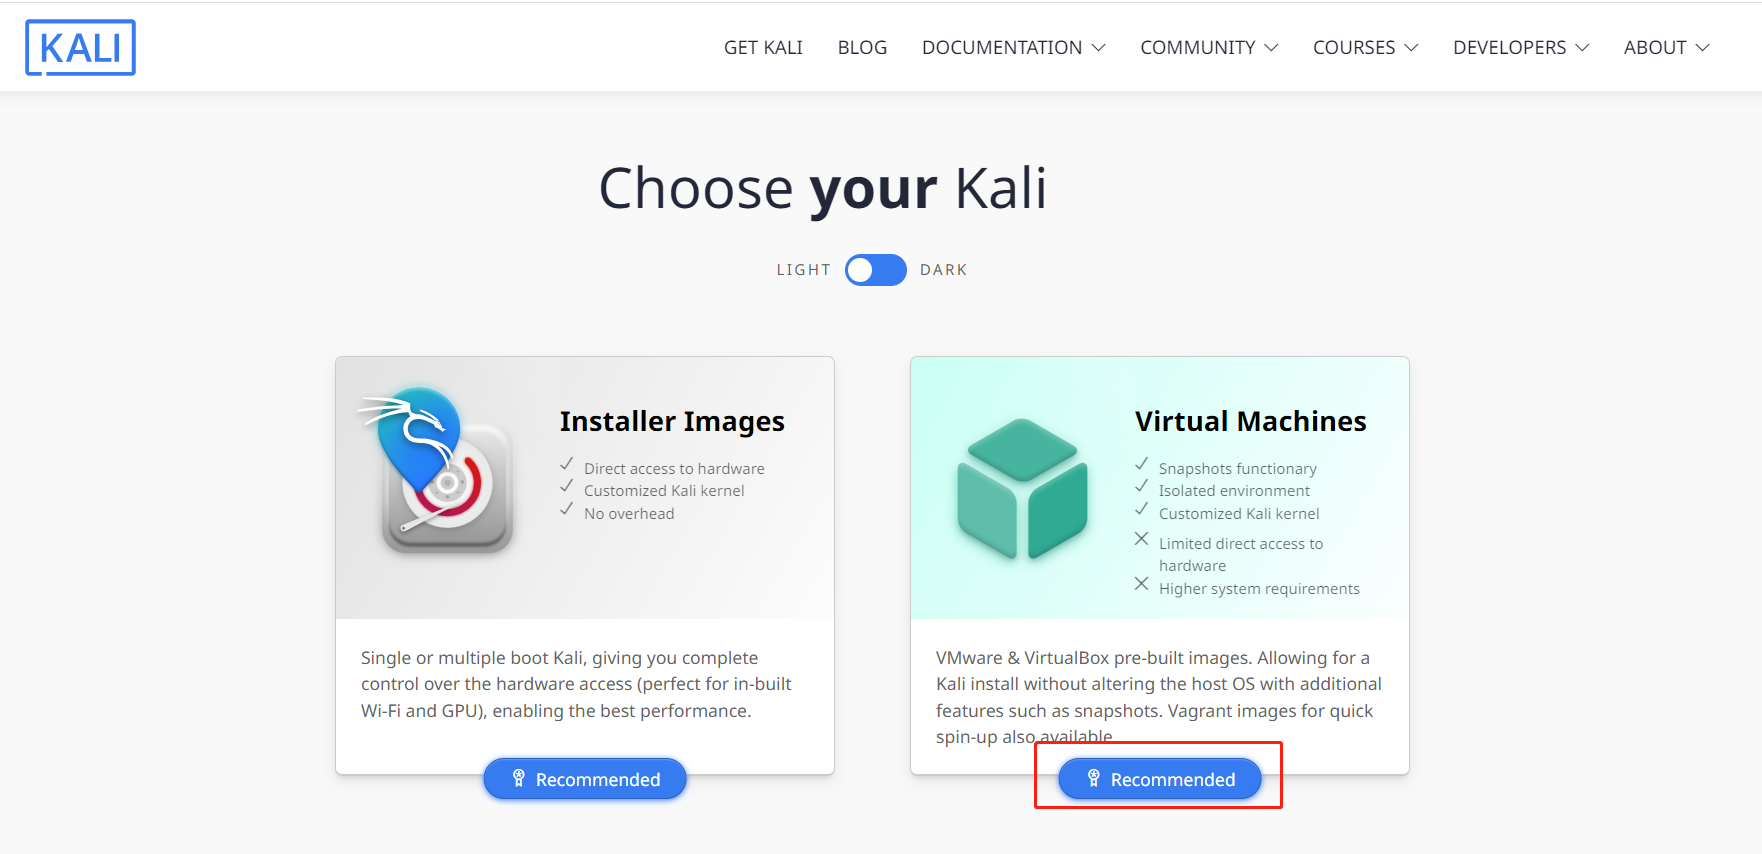 KALI
GET KALI BLOG DOCUMENTATION COMMUNITY COURSES DEVELOPERS ABOUT
Choose your Kali
LIGHT DARK
Installer Images
Direct access to hardware
Customized Kali kernel
No overhead
Single or multiple boot Kali, giving you complete
control over the hardware access (perfect for in-built
Wi-Fi and GPU), enabling the best performance.
Recommended
Virtual Machines
Snapshots functionary
Isolated environment
Customized Kali kernel
Limited direct access to
hardware
Higher system requirements
VMware & VirtualBox pre-built images. Allowing for a
Kali install without altering the host OS with additional
features such as snapshots. Vagrant images for quick
spin-up also available.
Recommended